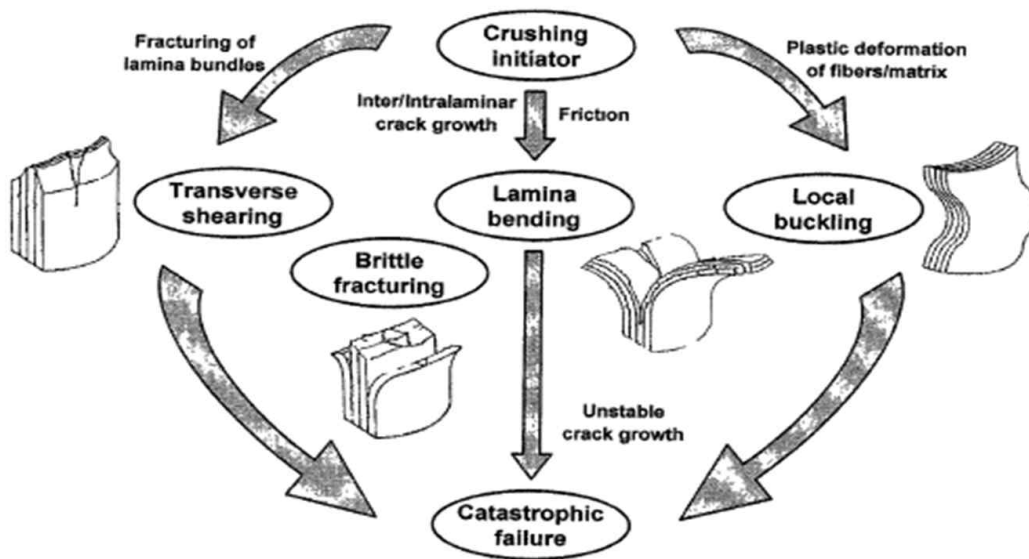 Crushing
initiator
Fracturing of
lamina bundles
Plastic deformation
of fibers/matrix
Inter/Intralaminar
crack growth
Friction
Transverse
shearing
Lamina
bending
Local
buckling
Brittle
fracturing
Unstable
crack growth
Catastrophic
failure